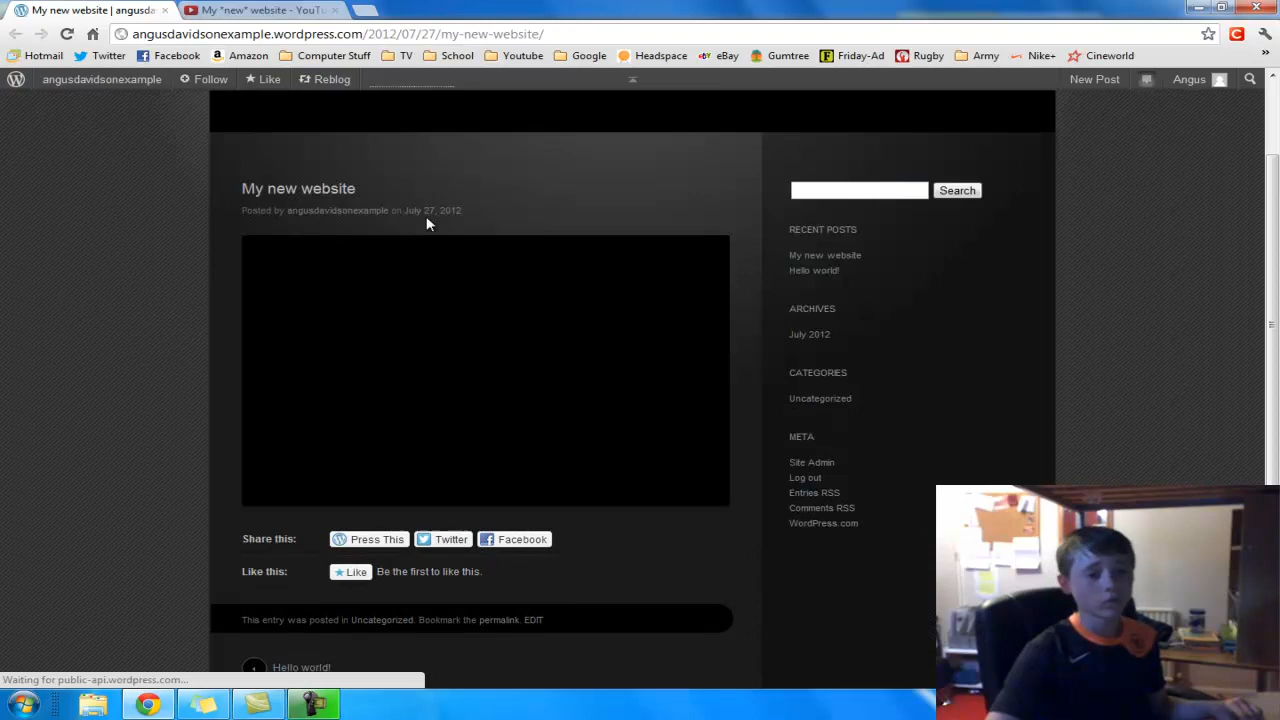 My new website | angusda
My *new* website - YouTu
angusdavidsonexample.wordpress.com/2012/07/27/my-new-website/
Hotmail Twitter Facebook Amazon Computer Stuff TV School Youtube Google Headspace eBay Gumtree Friday-Ad Rugby Army Nike+ Cineworld
angusdavidsonexample Follow Like Reblog New Post Angus
My new website
Posted by angusdavidsonexample on July 27, 2012
Search
RECENT POSTS
My new website
Hello world!
ARCHIVES
July 2012
CATEGORIES
Uncategorized
META
Site Admin
Log out
Entries RSS
Comments RSS
WordPress.com
Share this: Press This Twitter Facebook
Like this: Like Be the first to like this.
This entry was posted in Uncategorized. Bookmark the permalink. EDIT
Hello world!
Waiting for public-api.wordpress.com...